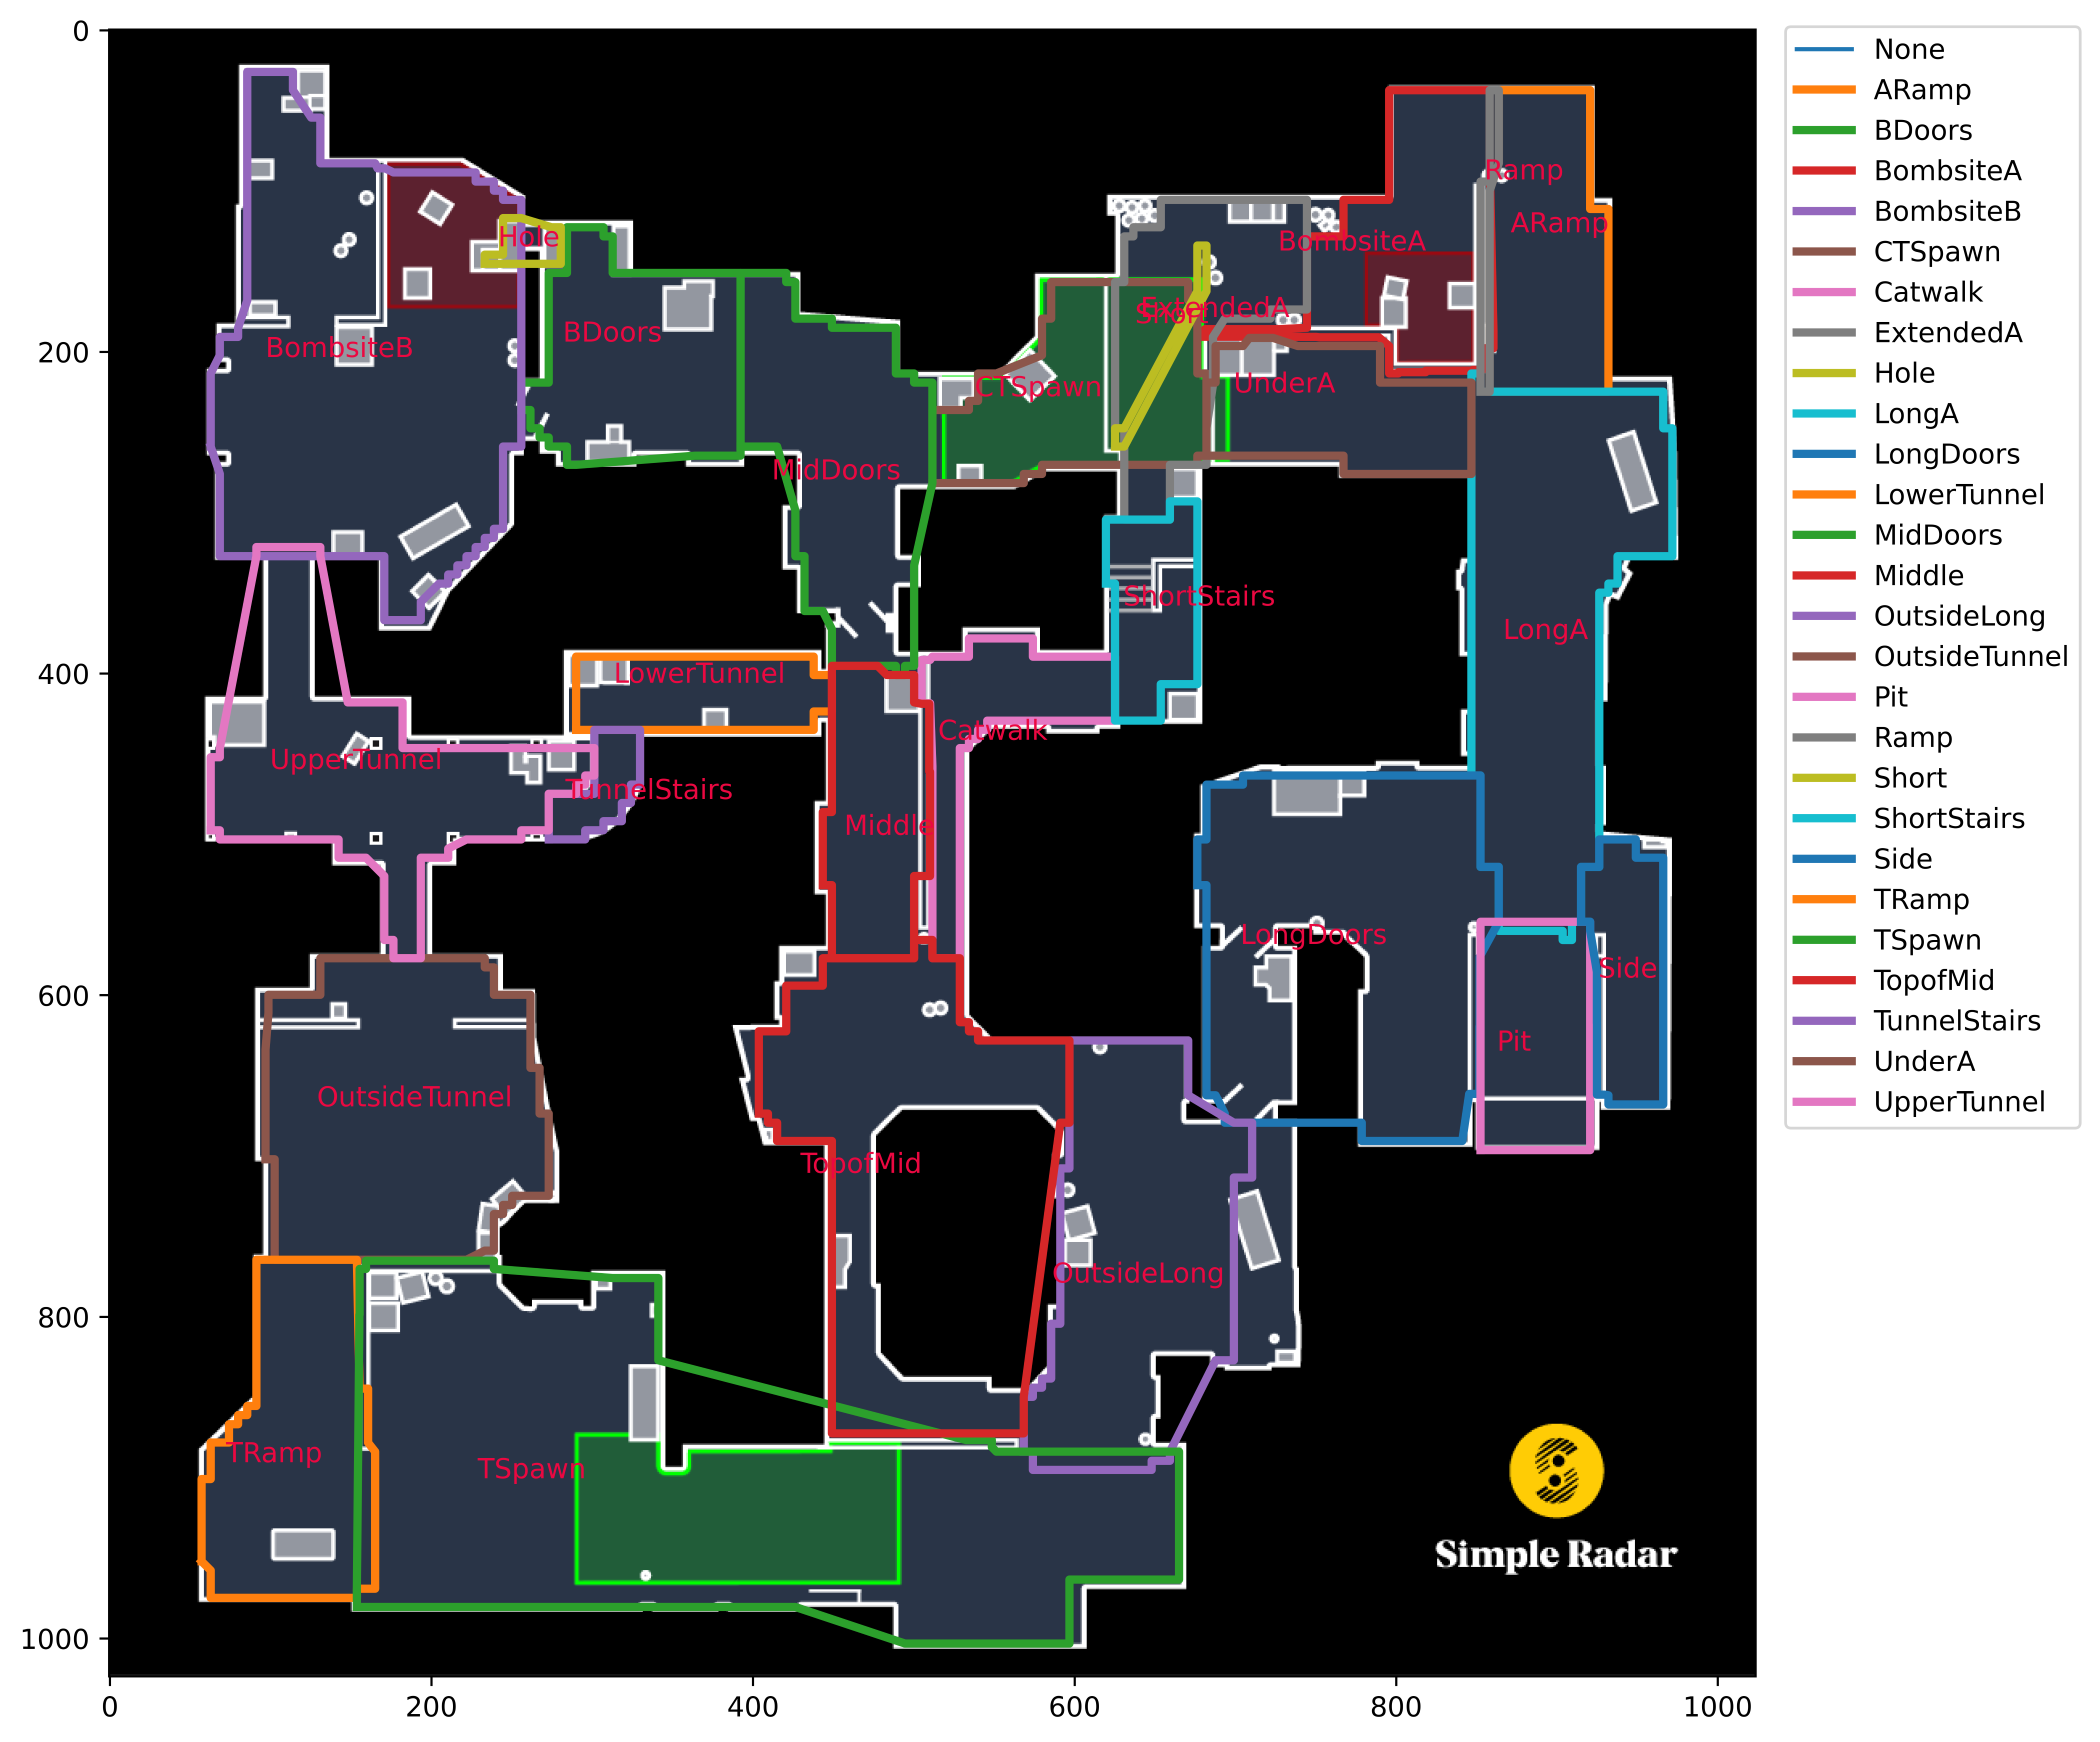 0
200
400
600
800
1000
0
200
400
600
800
1000
Ramp
ARamp
Hole
BombsiteA
ExtendedA
Short
BDoors
BombsiteB
CTSpawn
UnderA
MidDoors
ShortStairs
LongA
LowerTunnel
Catwalk
UpperTunnel
TunnelStairs
Middle
LongDoors
Side
Pit
OutsideTunnel
TopofMid
OutsideLong
TRamp
TSpawn
Simple Radar
None
ARamp
BDoors
BombsiteA
BombsiteB
CTSpawn
Catwalk
ExtendedA
Hole
LongA
LongDoors
LowerTunnel
MidDoors
Middle
OutsideLong
OutsideTunnel
Pit
Ramp
Short
ShortStairs
Side
TRamp
TSpawn
TopofMid
TunnelStairs
UnderA
UpperTunnel